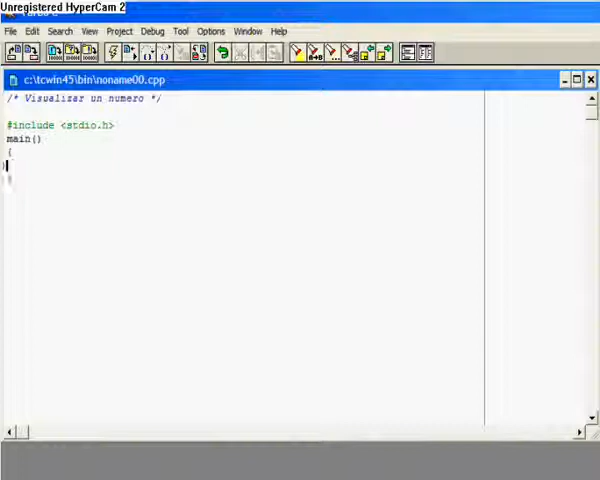 Unregistered HyperCam 2
File Edit Search View Project Debug Tool Options Window Help
c:\tcwin45\bin\noname00.cpp
/* Visualizar un numero */
#include <stdio.h>
main()
{